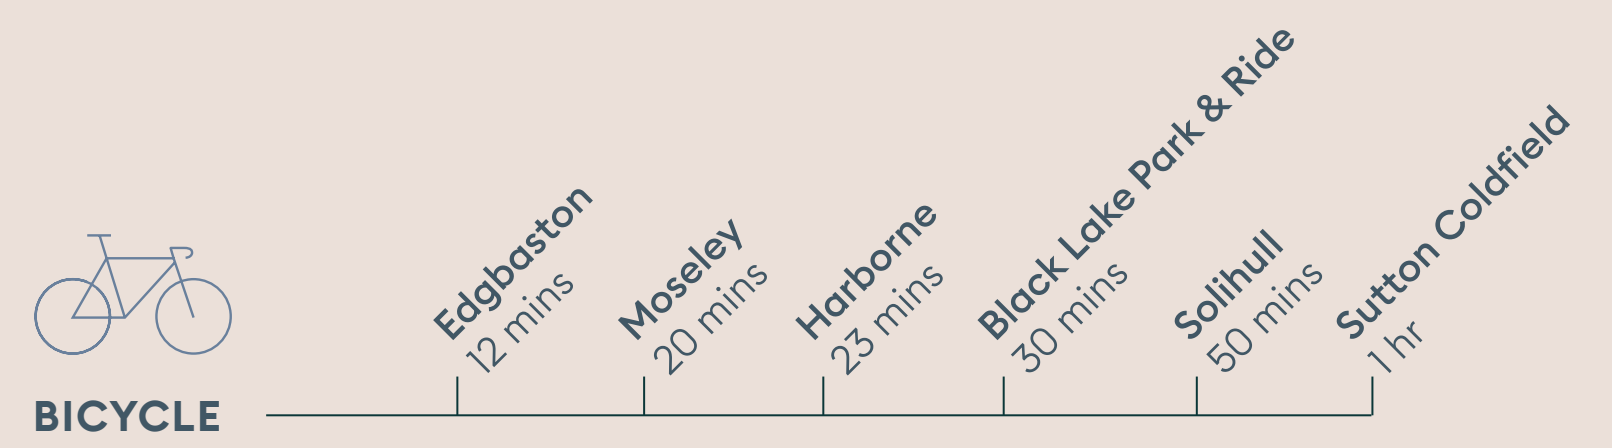 BICYCLE
Edgbaston
12 mins
Moseley
20 mins
Harborne
23 mins
Black Lake Park & Ride
30 mins
Solihull
50 mins
Sutton Coldfield
1 hr